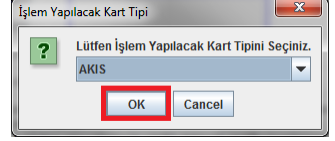 İşlem Yapılacak Kart Tipi
Lütfen İşlem Yapılacak Kart Tipini Seçiniz.
AKIS
OK
Cancel